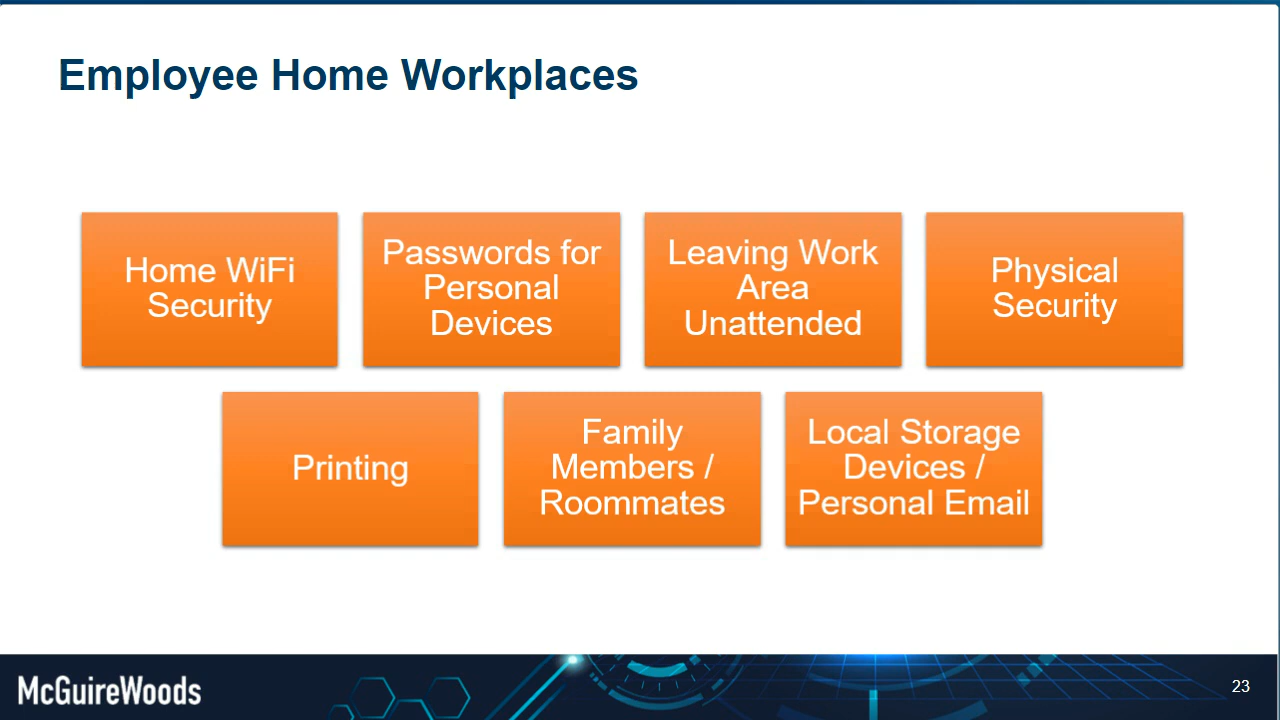 Employee Home Workplaces
Home WiFi
Security
Passwords for
Personal
Devices
Leaving Work
Area
Unattended
Physical
Security
Printing
Family
Members /
Roommates
Local Storage
Devices /
Personal Email
McGuireWoods
23